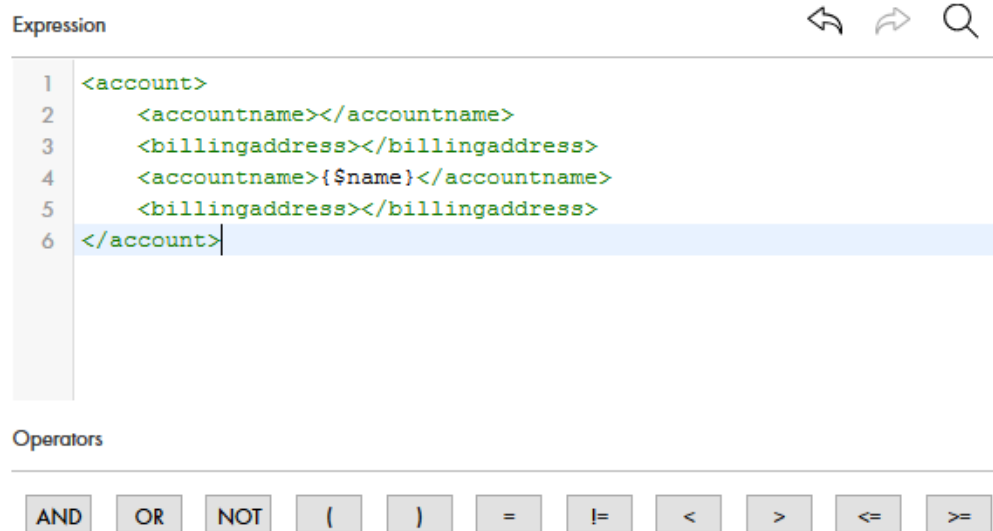 Expression
1 <account>
2     <accountname></accountname>
3     <billingaddress></billingaddress>
4     <accountname>{$name}</accountname>
5     <billingaddress></billingaddress>
6 </account>
Operators
AND OR NOT ( ) = != < > <= >=